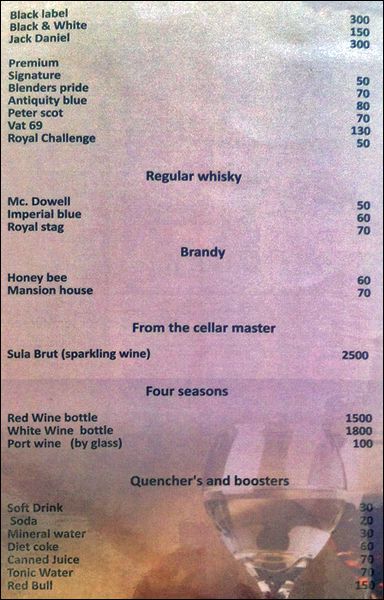 Black label 300
Black & White 150
Jack Daniel 300
Premium
Signature 50
Blenders pride 70
Antiquity blue 80
Peter scot 70
Vat 69 130
Royal Challenge 50
Regular whisky
Mc. Dowell 50
Imperial blue 60
Royal stag 70
Brandy
Honey bee 60
Mansion house 70
From the cellar master
Sula Brut (sparkling wine) 2500
Four seasons
Red Wine bottle 1500
White Wine bottle 1800
Port wine (by glass) 100
Quencher's and boosters
Soft Drink 30
Soda 20
Mineral water 30
Diet coke 60
Canned Juice 70
Tonic Water 70
Red Bull 150